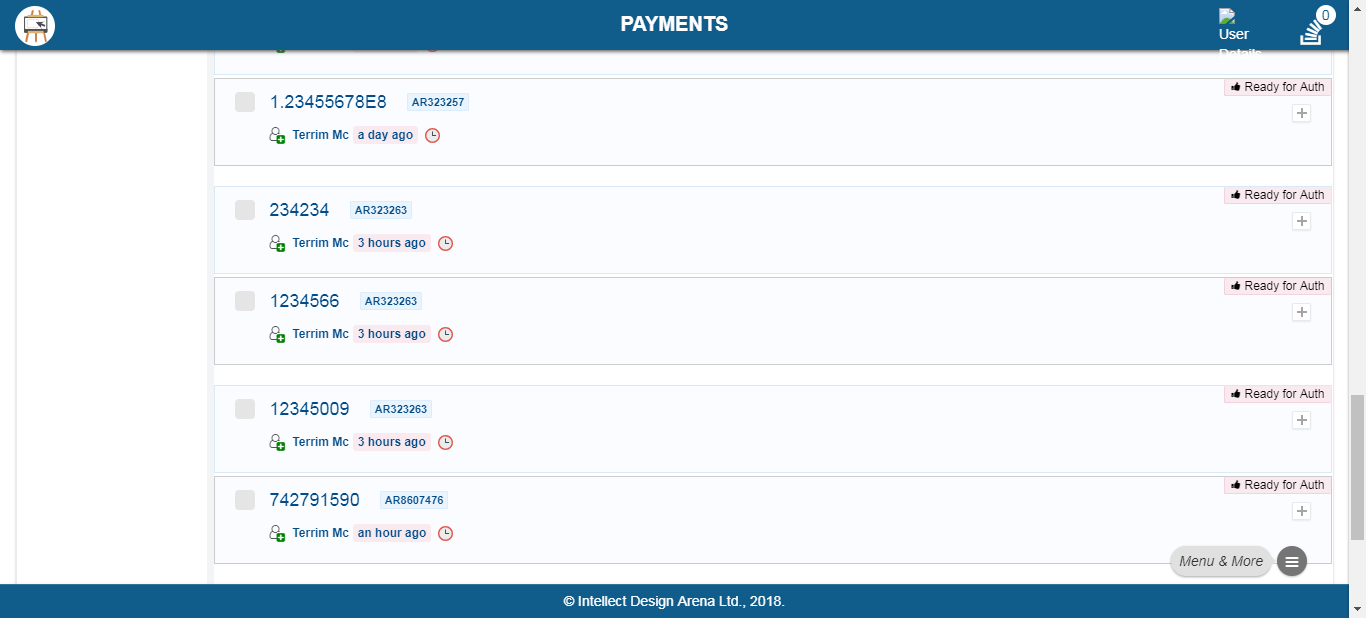 PAYMENTS
User
Details
0
Ready for Auth
1.23455678E8 AR323257
Terrim Mc a day ago
Ready for Auth
234234 AR323263
Terrim Mc 3 hours ago
Ready for Auth
1234566 AR323263
Terrim Mc 3 hours ago
Ready for Auth
12345009 AR323263
Terrim Mc 3 hours ago
Ready for Auth
742791590 AR8607476
Terrim Mc an hour ago
Menu & More
© Intellect Design Arena Ltd., 2018.